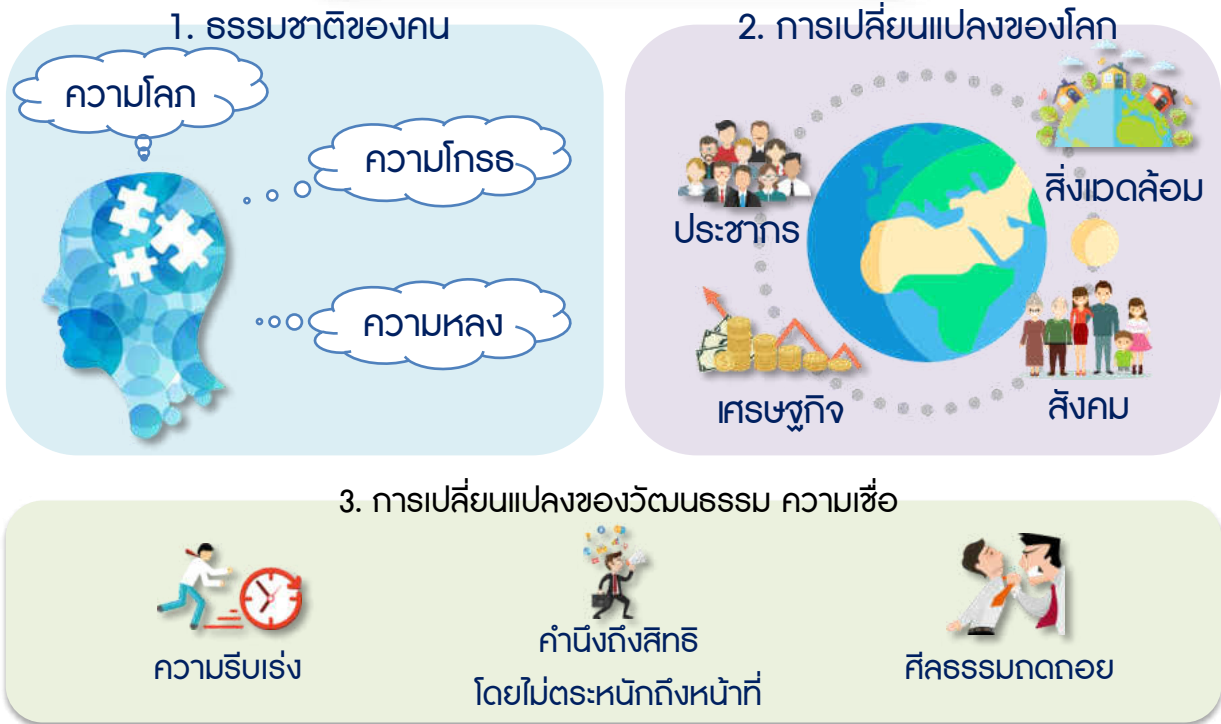 1. ธรรมชาติของคน
ความโลภ
ความโกรธ
ความหลง
2. การเปลี่ยนแปลงของโลก
ประชากร
สิ่งแวดล้อม
เศรษฐกิจ
สังคม
3. การเปลี่ยนแปลงของวัฒนธรรม ความเชื่อ
ความรีบเร่ง
คำนึงถึงสิทธิ
โดยไม่ตระหนักถึงหน้าที่
ศีลธรรมถดถอย